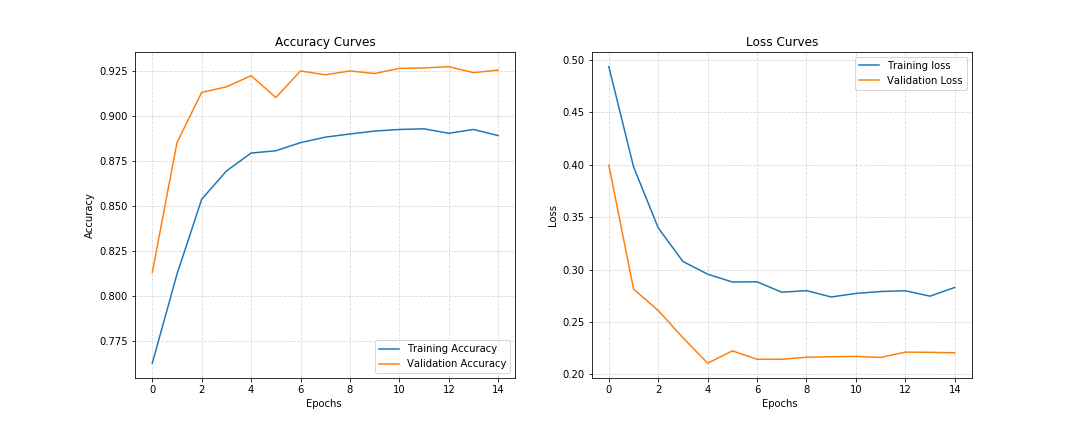 Accuracy Curves
0.925
0.900
0.875
0.850
0.825
0.800
0.775
Accuracy
0 2 4 6 8 10 12 14
Epochs
Training Accuracy
Validation Accuracy
Loss Curves
0.50
0.45
0.40
0.35
0.30
0.25
0.20
Loss
0 2 4 6 8 10 12 14
Epochs
Training loss
Validation Loss